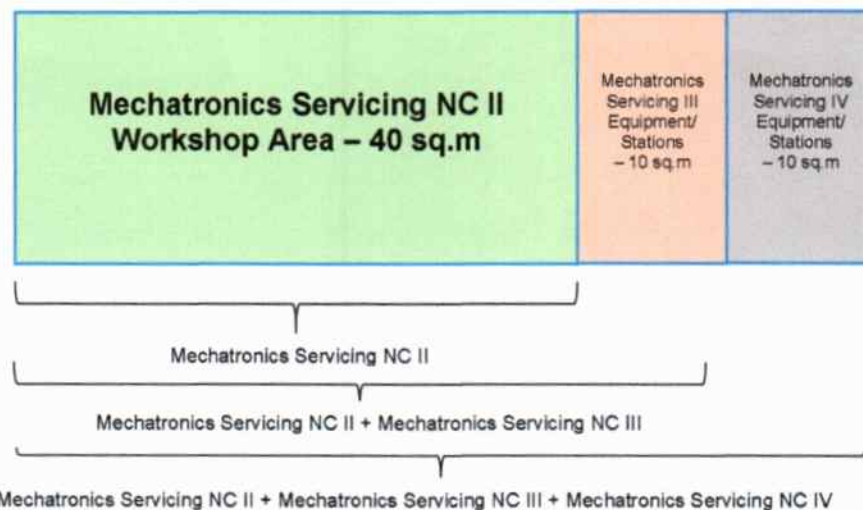 Mechatronics Servicing NC II
Workshop Area – 40 sq.m
Mechatronics
Servicing III
Equipment/
Stations
– 10 sq.m
Mechatronics
Servicing IV
Equipment/
Stations
– 10 sq.m
Mechatronics Servicing NC II
Mechatronics Servicing NC II + Mechatronics Servicing NC III
Mechatronics Servicing NC II + Mechatronics Servicing NC III + Mechatronics Servicing NC IV